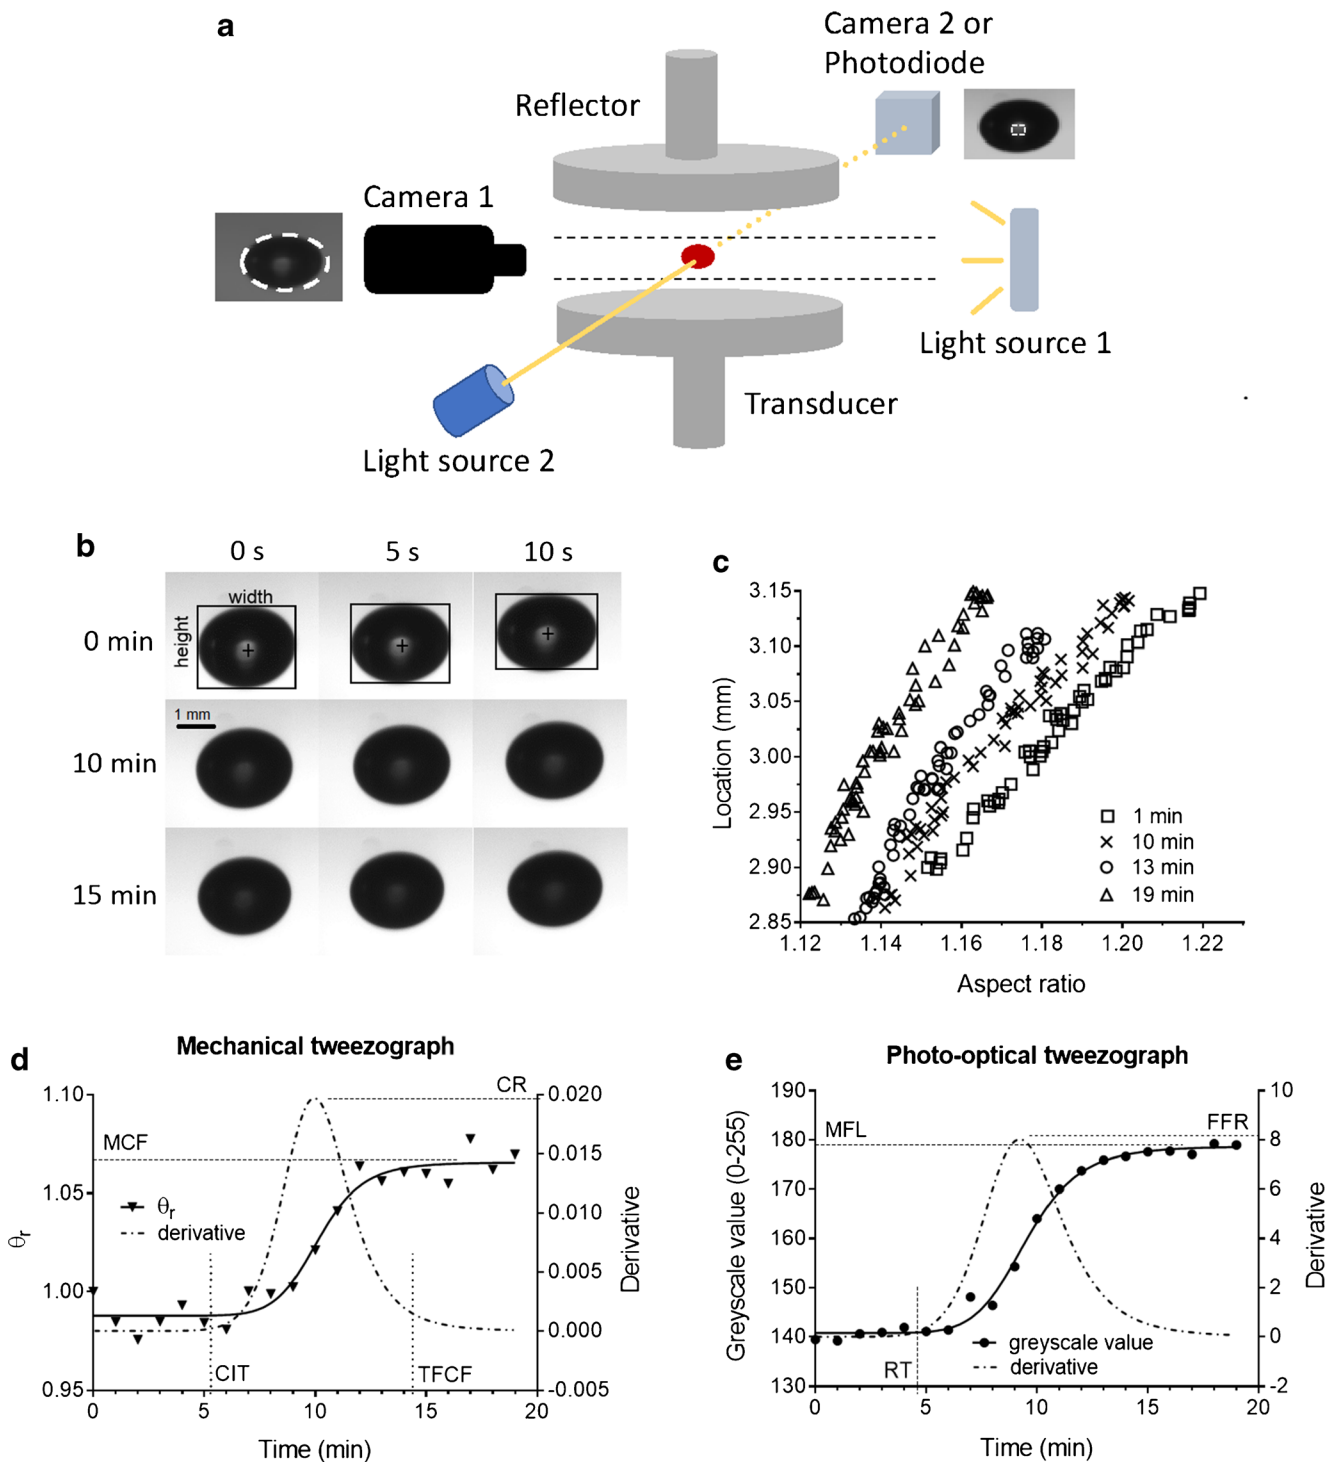 a
Camera 2 or
Photodiode
Reflector
Camera 1
Light source 1
Transducer
Light source 2
b
0 s
5 s
10 s
0 min
width
height
1 mm
10 min
15 min
c
Location (mm)
3.15
3.10
3.05
3.00
2.95
2.90
2.85
1 min
10 min
13 min
19 min
1.12
1.14
1.16
1.18
1.20
1.22
Aspect ratio
d
Mechanical tweezograph
θr
1.10
1.05
1.00
0.95
CR
MCF
θr
derivative
CIT
TFCF
0.020
0.015
0.010
0.005
0.000
-0.005
Derivative
0
5
10
15
20
Time (min)
e
Photo-optical tweezograph
Greyscale value (0-255)
190
180
170
160
150
140
130
MFL
FFR
RT
greyscale value
derivative
10
8
6
4
2
0
-2
Derivative
0
5
10
15
20
Time (min)